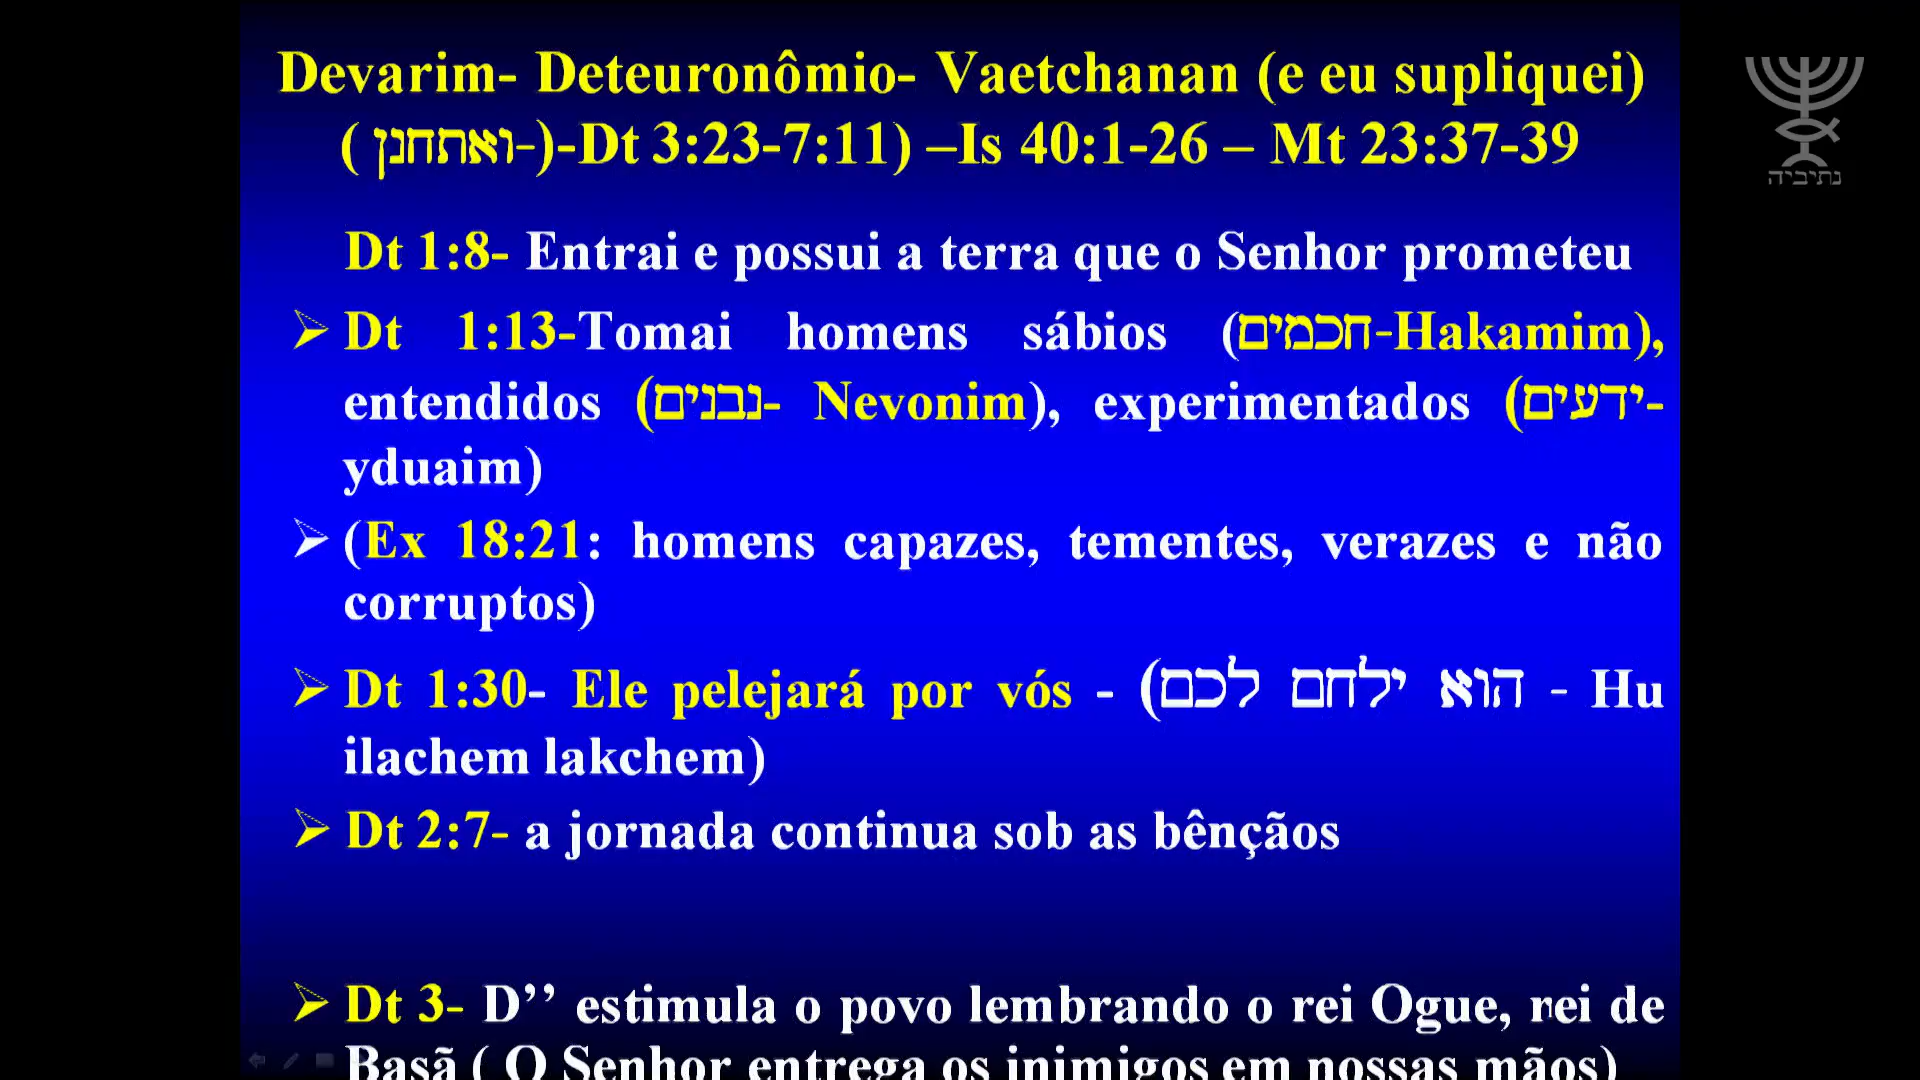 Devarim- Deteuronômio- Vaetchanan (e eu supliquei)
( ואתחנן-)-Dt 3:23-7:11) –Is 40:1-26 – Mt 23:37-39
נתיביה
Dt 1:8- Entrai e possui a terra que o Senhor prometeu
➢ Dt 1:13-Tomai homens sábios (חכמים-Hakamim),
entendidos (נבנים- Nevonim), experimentados (ידעים-
yduaim)
➢ (Ex 18:21: homens capazes, tementes, verazes e não
corruptos)
➢ Dt 1:30- Ele pelejará por vós - (הוא ילחם לכם - Hu
ilachem lakchem)
➢ Dt 2:7- a jornada continua sob as bênçãos
➢ Dt 3- D’’ estimula o povo lembrando o rei Ogue, rei de
Basã ( O Senhor entrega os inimigos em nossas mãos)